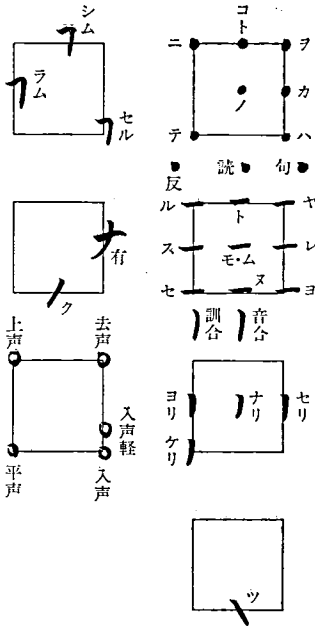 コト
ヲ
カ
ハ
ニ
ノ
テ
句
読
反
ヤ
ト
ル
レ
モ・ム
ス
ヨ
ヌ
セ
音合
訓合
セリ
ナリ
ヨリ
ケリ
ツ
シム
ラム
セル
有
ク
去声
上声
入声軽
入声
平声